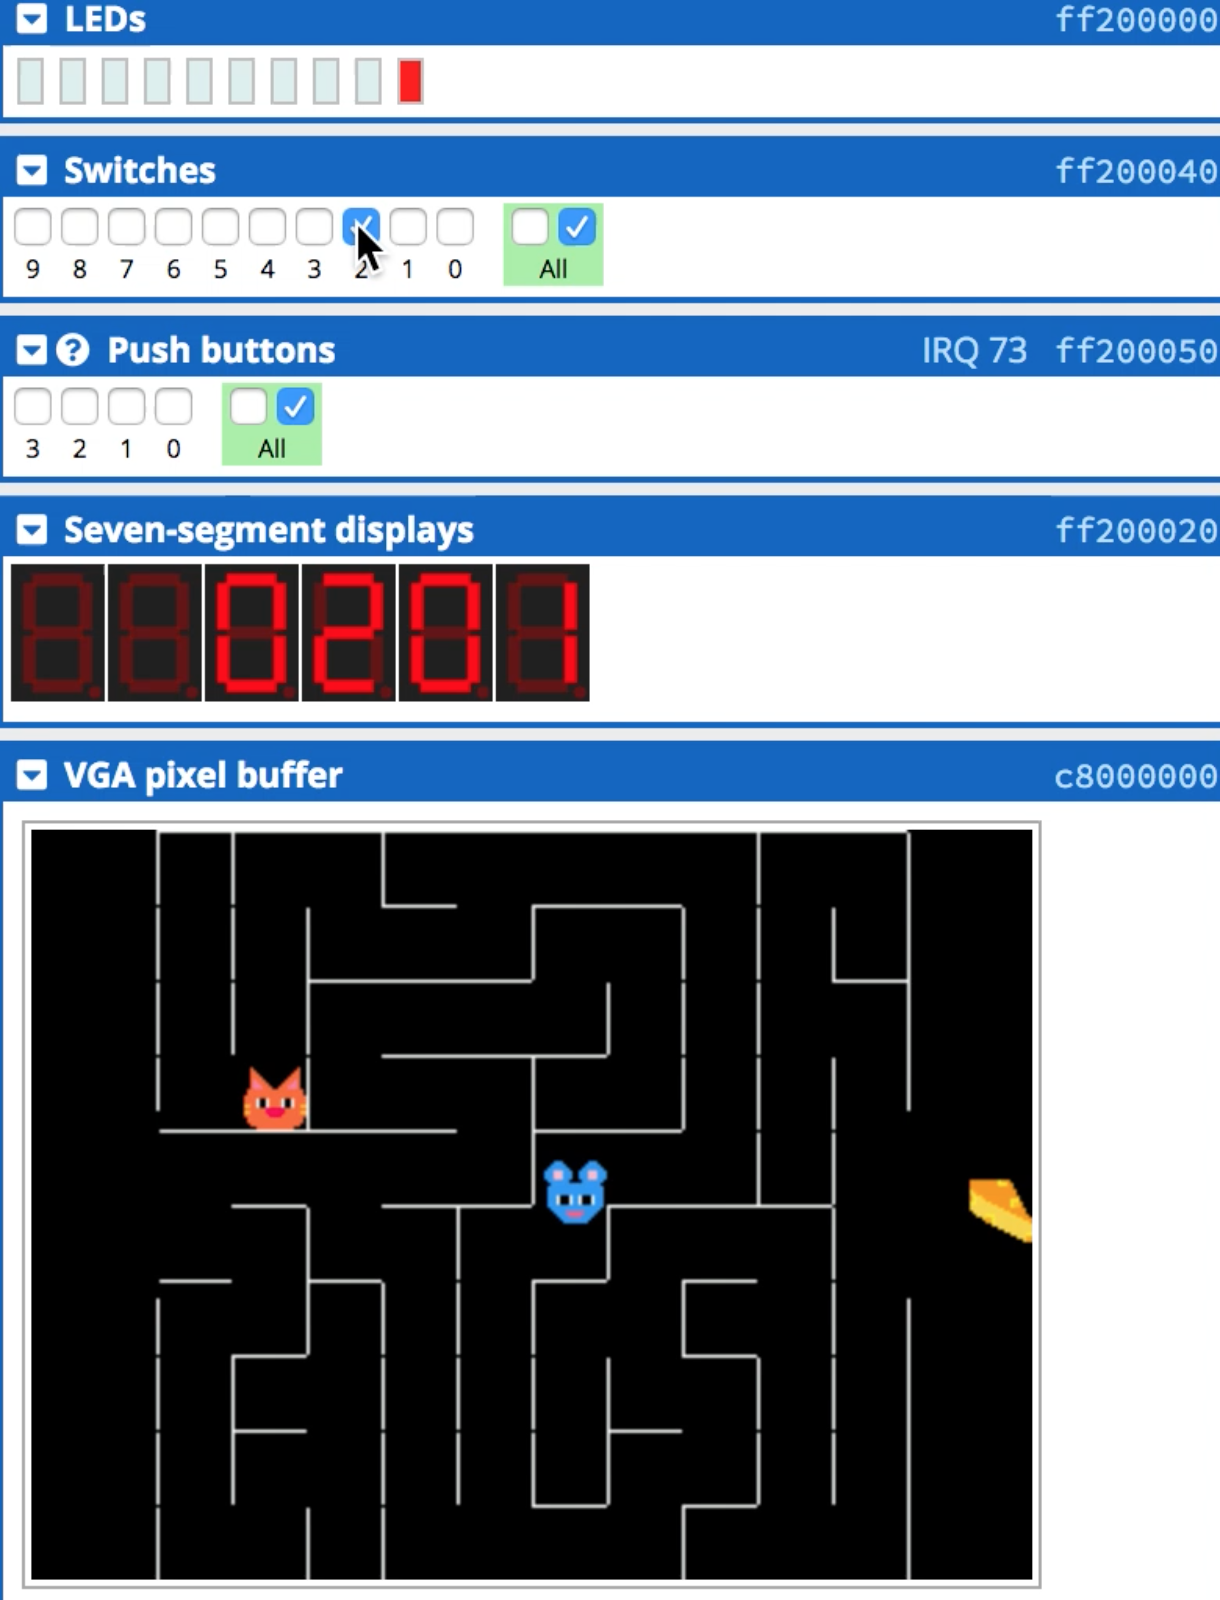 LEDs ff200000
Switches ff200040
9 8 7 6 5 4 3 2 1 0 All
Push buttons IRQ 73 ff200050
3 2 1 0 All
Seven-segment displays ff200020
0201
VGA pixel buffer c8000000